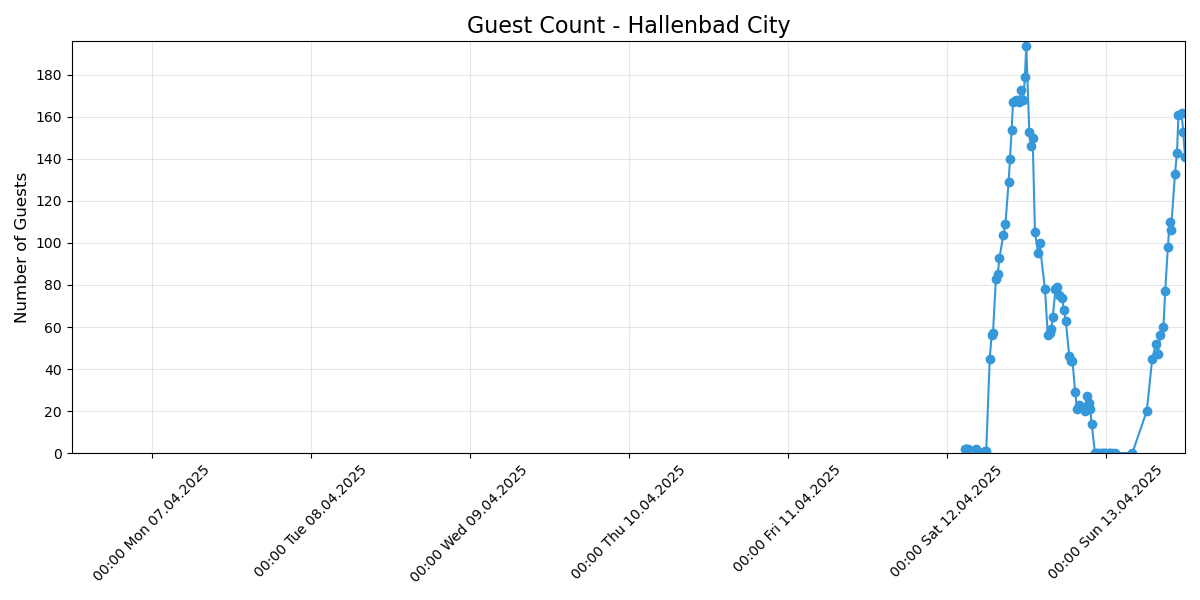 Guest Count - Hallenbad City
Number of Guests
180
160
140
120
100
80
60
40
20
0
00:00 Mon 07.04.2025
00:00 Tue 08.04.2025
00:00 Wed 09.04.2025
00:00 Thu 10.04.2025
00:00 Fri 11.04.2025
00:00 Sat 12.04.2025
00:00 Sun 13.04.2025